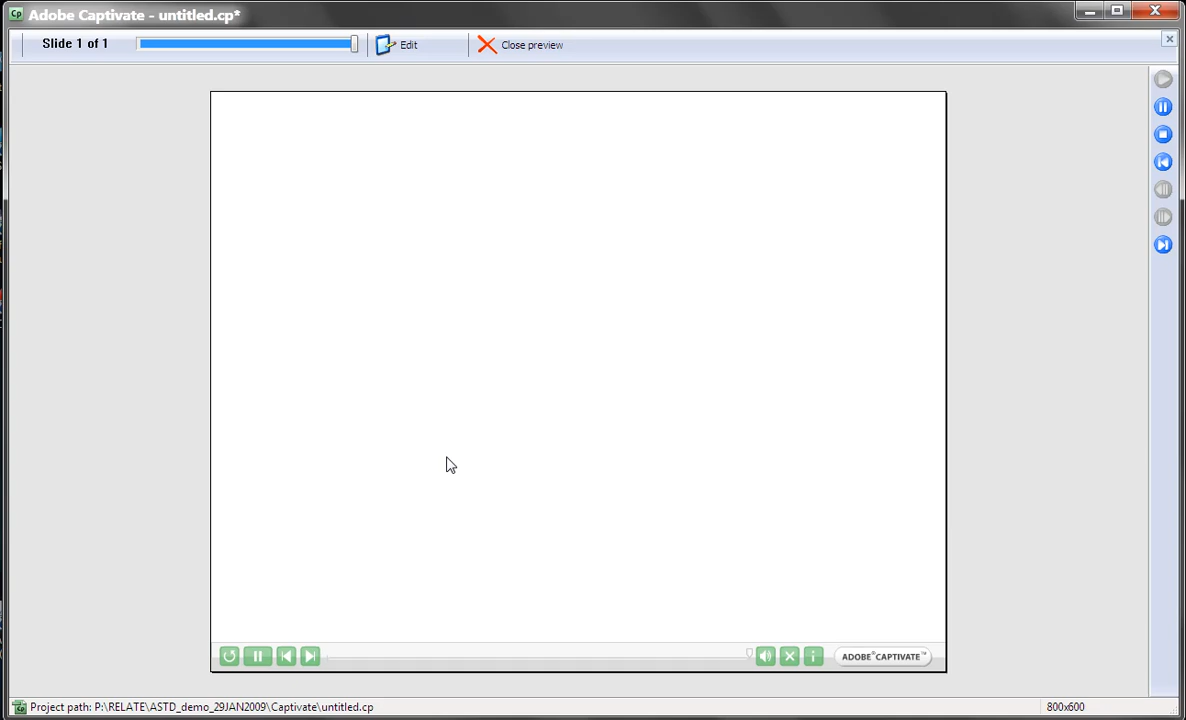 Adobe Captivate - untitled.cp*
Slide 1 of 1
Edit
Close preview
ADOBE®CAPTIVATE™
Project path: P:\RELATE\ASTD_demo_29JAN2009\Captivate\untitled.cp
800x600